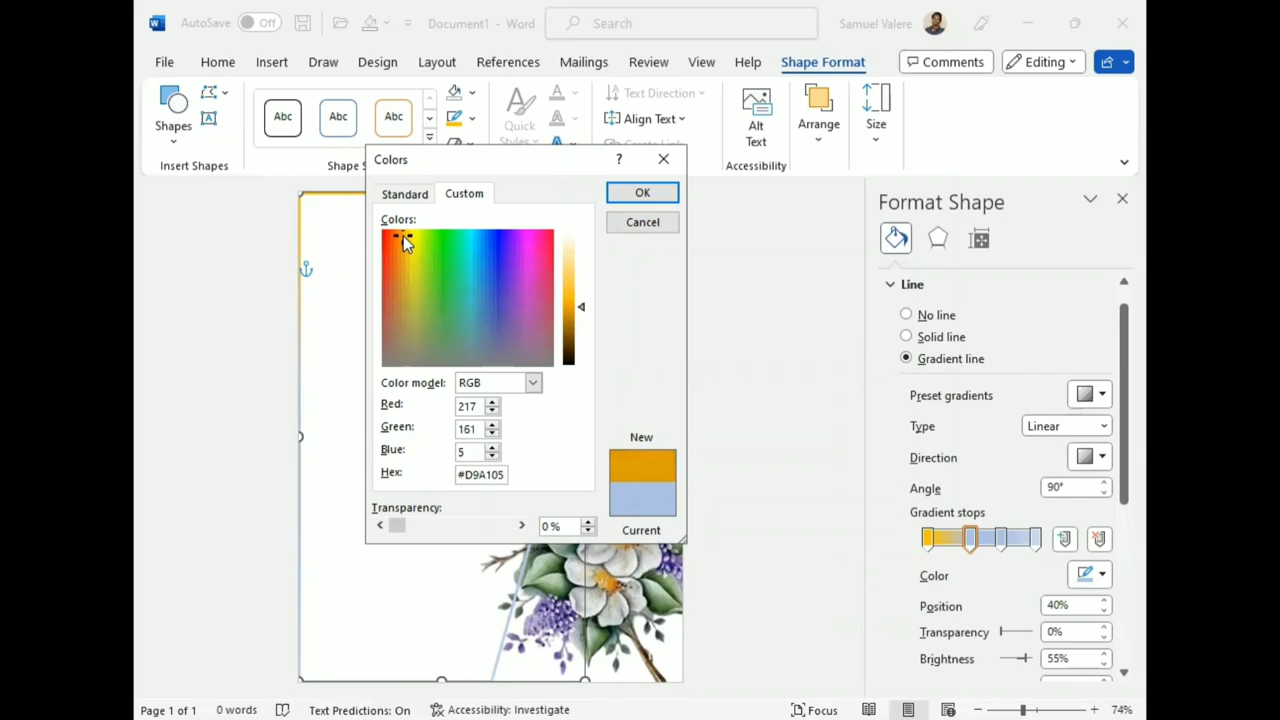 AutoSave Off Document1 - Word Search Samuel Valere
File Home Insert Draw Design Layout References Mailings Review View Help Shape Format Comments Editing
Shapes Abc Abc Abc Quick Styles Text Direction Align Text Alt Text Arrange Size
Insert Shapes Shape S Accessibility
Colors ?
Standard Custom OK
Cancel
Colors:
Color model: RGB
Red: 217
Green: 161
Blue: 5
Hex: #D9A105
New
Current
Transparency:
0 %
Format Shape
Line
No line
Solid line
Gradient line
Preset gradients
Type Linear
Direction
Angle 90°
Gradient stops
Color
Position 40%
Transparency 0%
Brightness 55%
Page 1 of 1 0 words Text Predictions: On Accessibility: Investigate Focus 74%